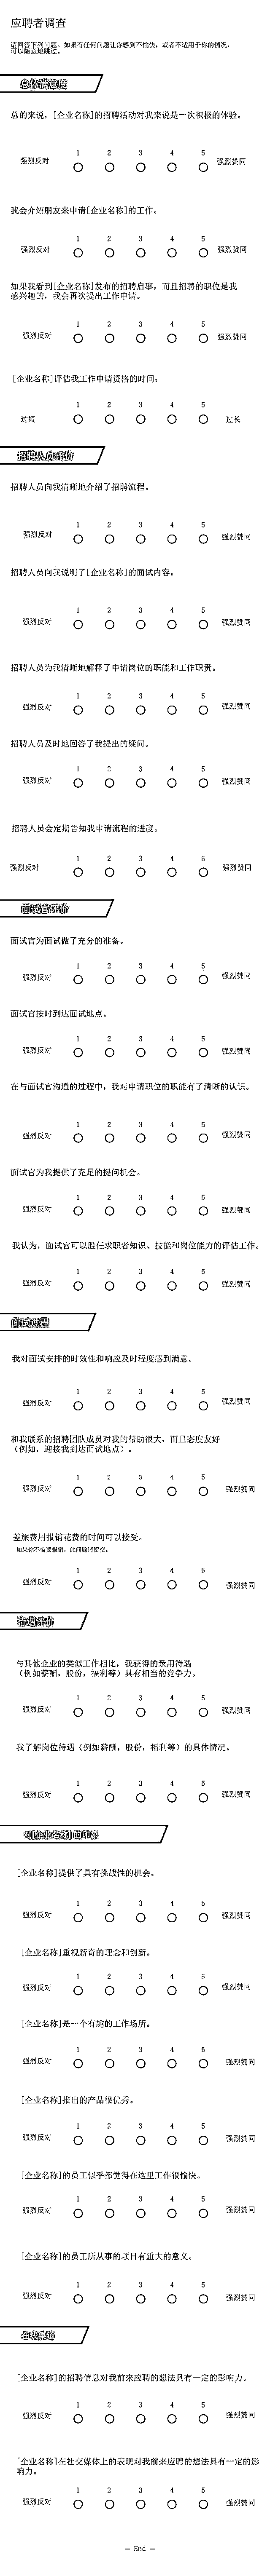 应聘者调查
请回答下列问题。如果有任何问题让你感到不愉快，或者不适用于你的情况，
可以随意地跳过。
总体满意度
总的来说，[企业名称]的招聘活动对我来说是一次积极的体验。
1 2 3 4 5
强烈反对 强烈赞同
我会介绍朋友来申请[企业名称]的工作。
1 2 3 4 5
强烈反对 强烈赞同
如果我看到[企业名称]发布的招聘启事，而且招聘的职位是我
感兴趣的，我会再次提出工作申请。
1 2 3 4 5
强烈反对 强烈赞同
[企业名称]评估我工作申请资格的时间：
1 2 3 4 5
过短 过长
招聘人员评价
招聘人员向我清晰地介绍了招聘流程。
1 2 3 4 5
强烈反对 强烈赞同
招聘人员向我说明了[企业名称]的面试内容。
1 2 3 4 5
强烈反对 强烈赞同
招聘人员为我清晰地解释了申请岗位的职能和工作职责。
1 2 3 4 5
强烈反对 强烈赞同
招聘人员及时地回答了我提出的疑问。
1 2 3 4 5
强烈反对 强烈赞同
招聘人员会定期告知我申请流程的进度。
1 2 3 4 5
强烈反对 强烈赞同
面试官评价
面试官为面试做了充分的准备。
1 2 3 4 5
强烈反对 强烈赞同
面试官按时到达面试地点。
1 2 3 4 5
强烈反对 强烈赞同
在与面试官沟通的过程中，我对申请职位的职能有了清晰的认识。
1 2 3 4 5
强烈反对 强烈赞同
面试官为我提供了充足的提问机会。
1 2 3 4 5
强烈反对 强烈赞同
我认为，面试官可以胜任求职者知识、技能和岗位能力的评估工作。
1 2 3 4 5
强烈反对 强烈赞同
面试过程
我对面试安排的时效性和响应及时程度感到满意。
1 2 3 4 5
强烈反对 强烈赞同
和我联系的招聘团队成员对我的帮助很大，而且态度友好
（例如，迎接我到达面试地点）。
1 2 3 4 5
强烈反对 强烈赞同
差旅费用报销花费的时间可以接受。
如果你不需要报销，此问题请留空。
1 2 3 4 5
强烈反对 强烈赞同
待遇评价
与其他企业的类似工作相比，我获得的录用待遇
（例如薪酬，股份，福利等）具有相当的竞争力。
1 2 3 4 5
强烈反对 强烈赞同
我了解岗位待遇（例如薪酬，股份，福利等）的具体情况。
1 2 3 4 5
强烈反对 强烈赞同
对[企业名称]的印象
[企业名称]提供了具有挑战性的机会。
1 2 3 4 5
强烈反对 强烈赞同
[企业名称]重视新奇的理念和创新。
1 2 3 4 5
强烈反对 强烈赞同
[企业名称]是一个有趣的工作场所。
1 2 3 4 5
强烈反对 强烈赞同
[企业名称]推出的产品很优秀。
1 2 3 4 5
强烈反对 强烈赞同
[企业名称]的员工似乎都觉得在这里工作很愉快。
1 2 3 4 5
强烈反对 强烈赞同
[企业名称]的员工所从事的项目有重大的意义。
1 2 3 4 5
强烈反对 强烈赞同
[企业名称]的招聘信息对我前来应聘的想法具有一定的影响力。
1 2 3 4 5
强烈反对 强烈赞同
[企业名称]在社交媒体上的表现对我前来应聘的想法具有一定的影
响力。
1 2 3 4 5
强烈反对 强烈赞同
— End —